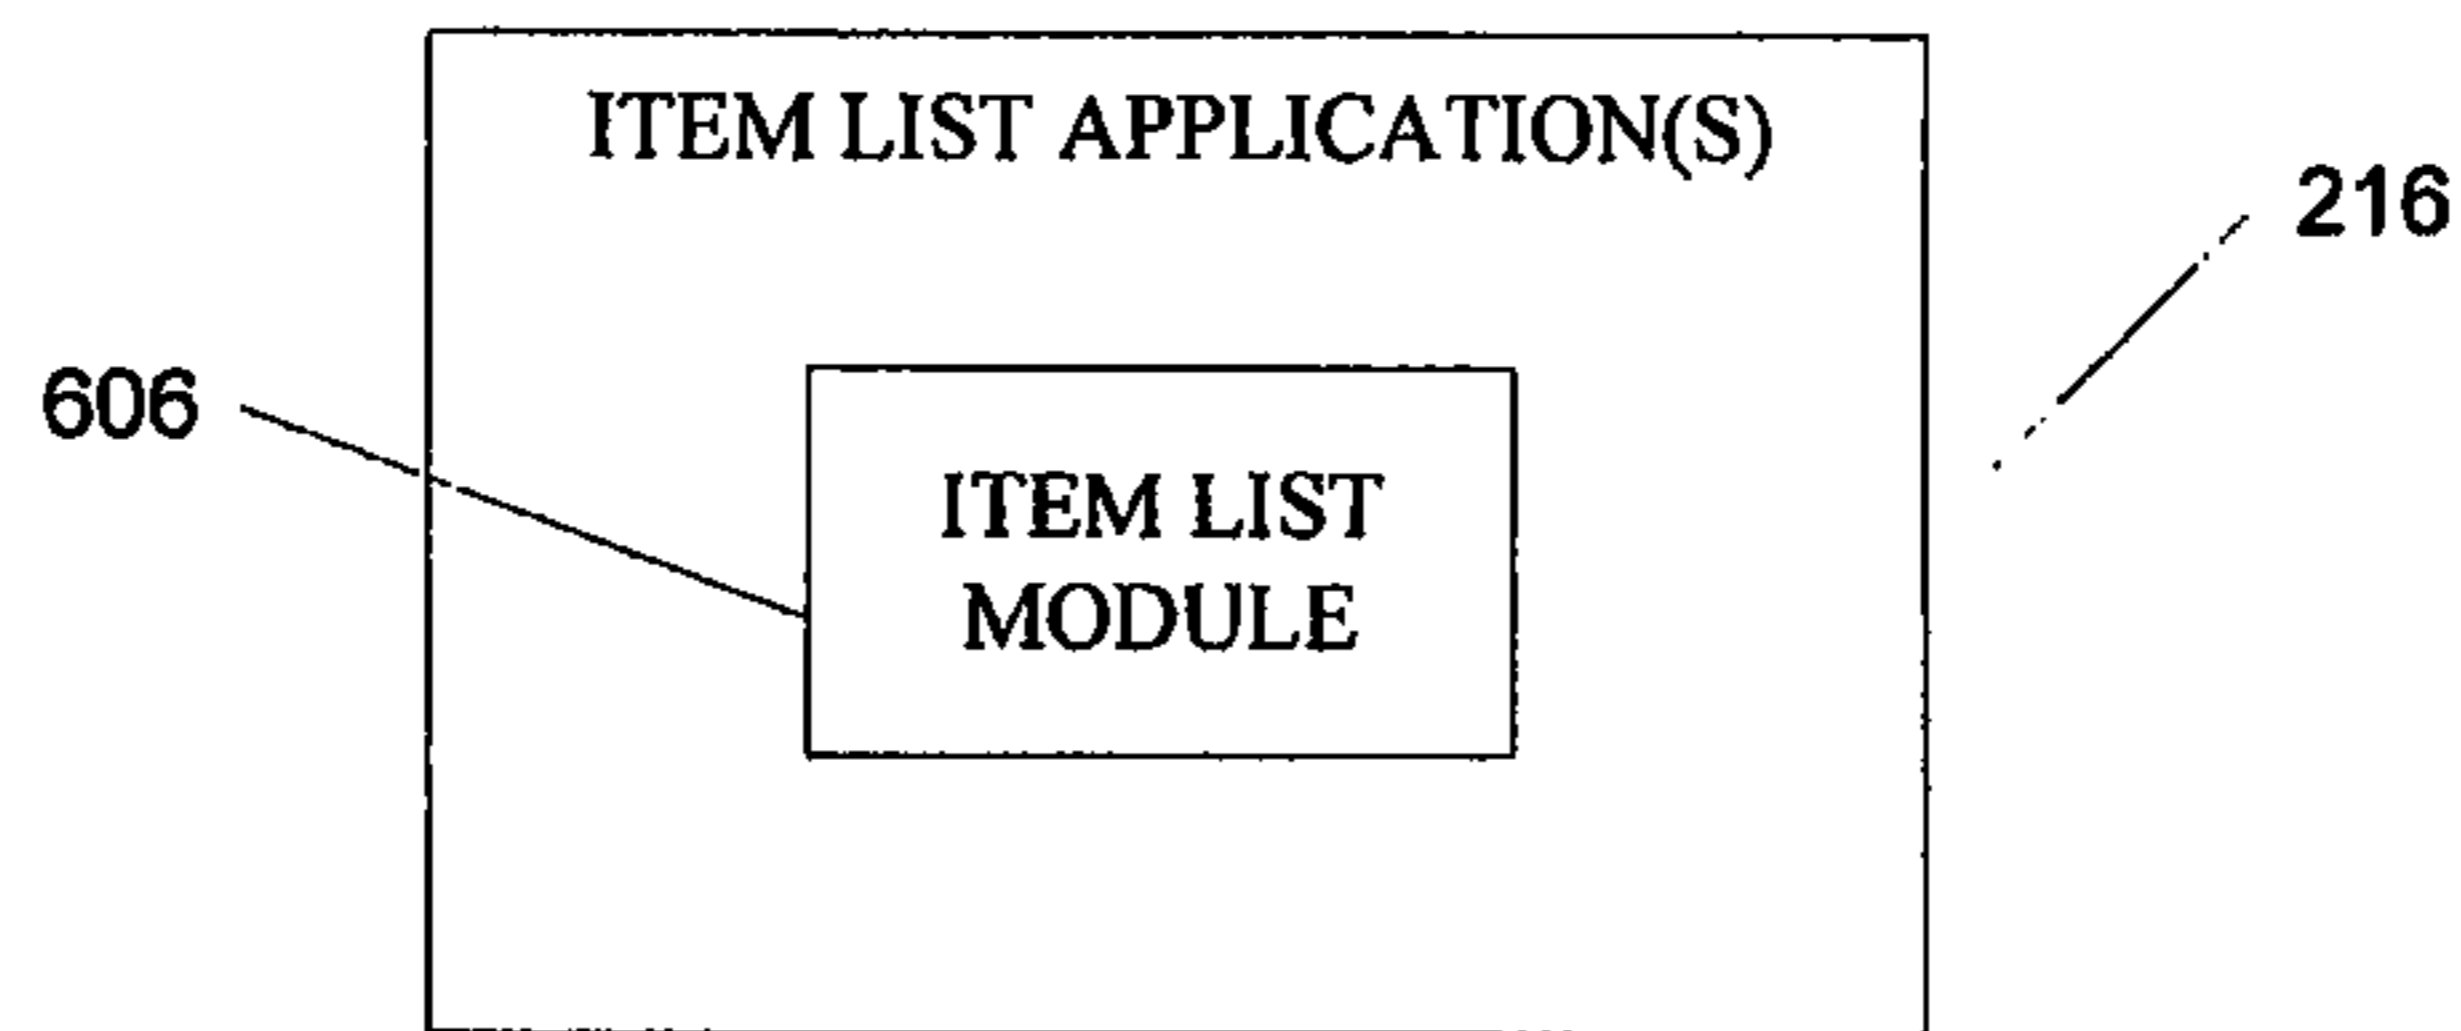 ITEM LIST APPLICATION(S)
216
606
ITEM LIST
MODULE